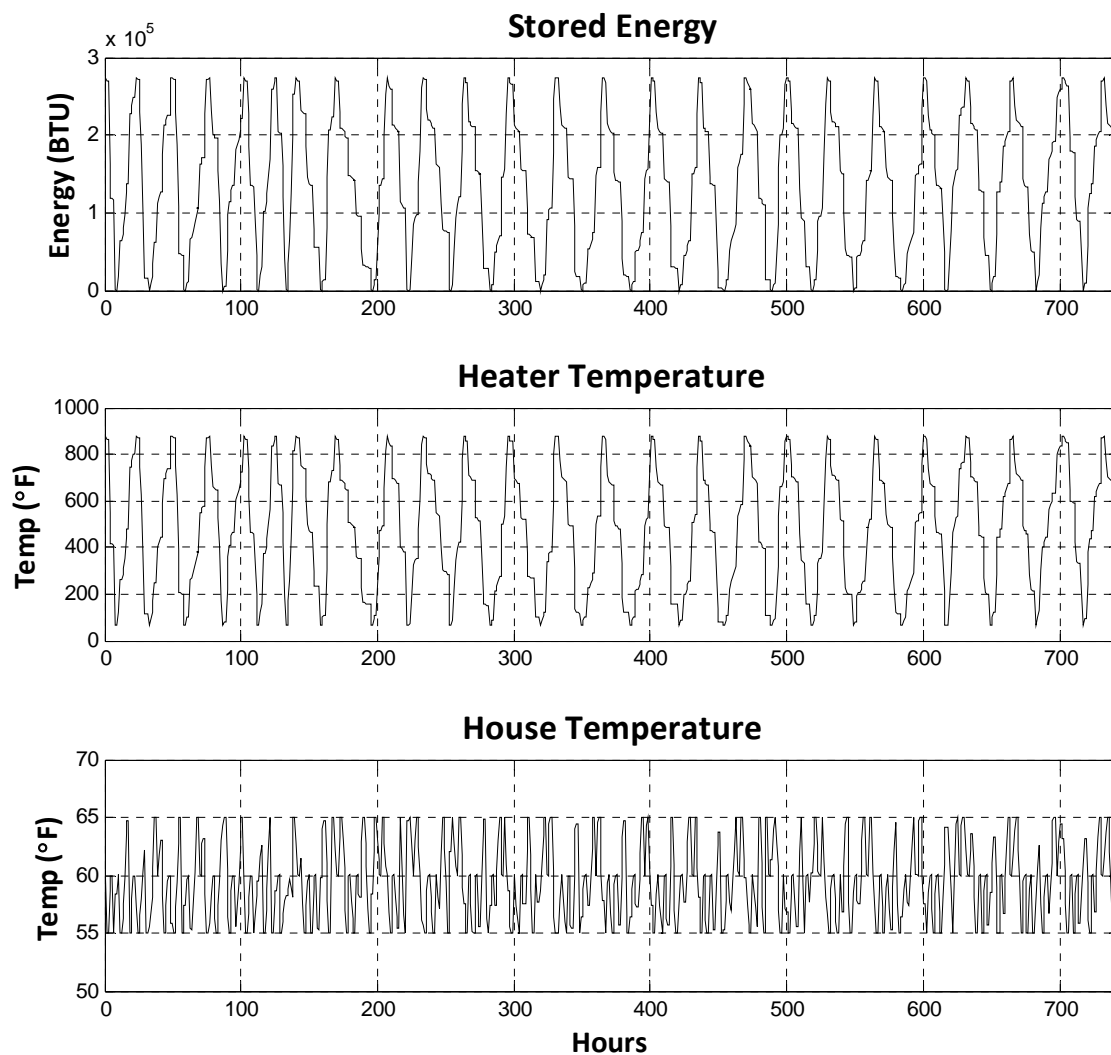 Stored Energy
x 10^5
Energy (BTU)
3
2
1
0
0 100 200 300 400 500 600 700
Heater Temperature
Temp (°F)
1000
800
600
400
200
0
0 100 200 300 400 500 600 700
House Temperature
Temp (°F)
70
65
60
55
50
0 100 200 300 400 500 600 700
Hours